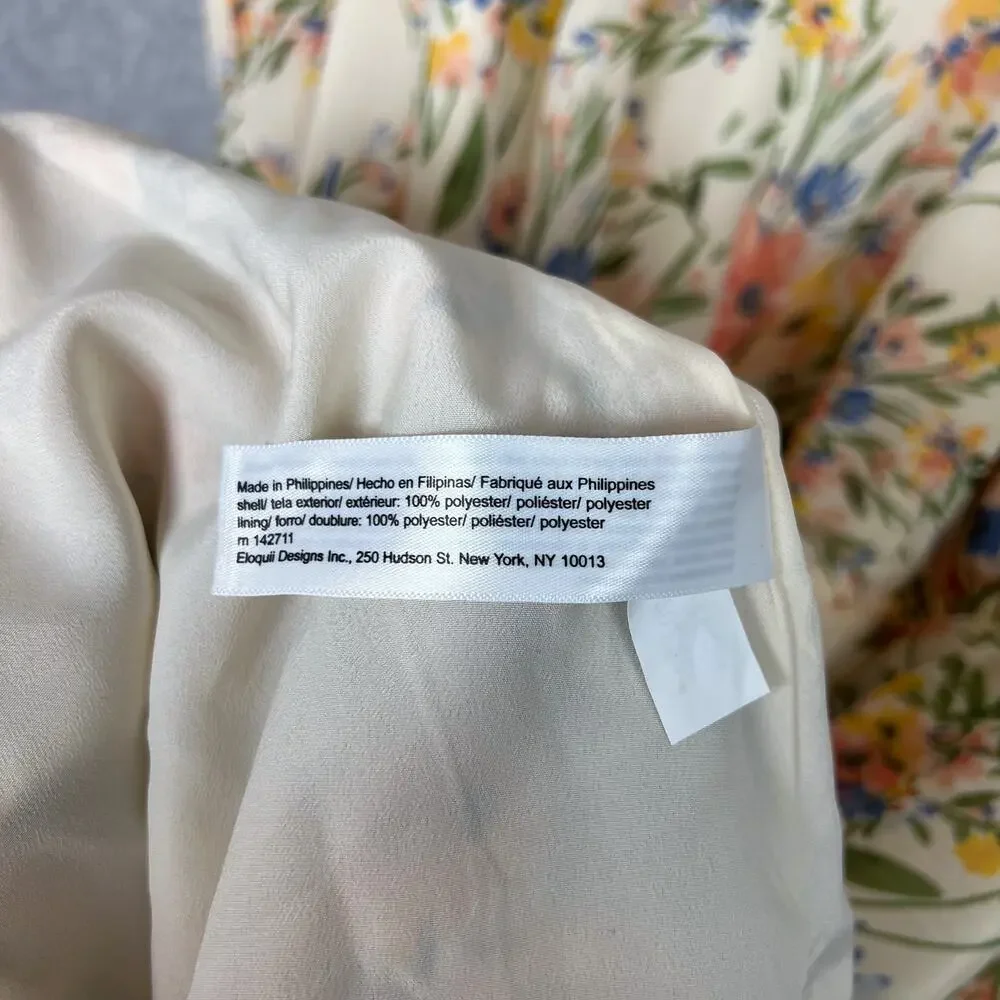 Made in Philippines/ Hecho en Filipinas/ Fabriqué aux Philippines
shell/ tela exterior/ extérieur: 100% polyester/ poliéster/ polyester
lining/ forro/ doublure: 100% polyester/ poliéster/ polyester
rn 142711
Eloquii Designs Inc., 250 Hudson St. New York, NY 10013